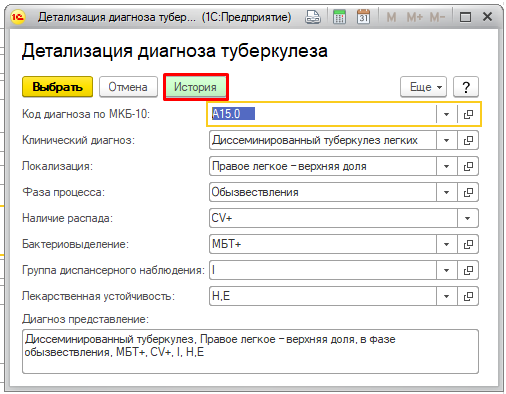 Детализация диагноза тубер... (1С:Предприятие) M M+ M-
Детализация диагноза туберкулеза
Выбрать Отмена История Еще ?
Код диагноза по МКБ-10: A15.0
Клинический диагноз: Диссеминированный туберкулез легких
Локализация: Правое легкое – верхняя доля
Фаза процесса: Обызвествления
Наличие распада: CV+
Бактериовыделение: МБТ+
Группа диспансерного наблюдения: I
Лекарственная устойчивость: H,E
Диагноз представление:
Диссеминированный туберкулез, Правое легкое – верхняя доля, в фазе
обызвествления, МБТ+, CV+, I, H,E